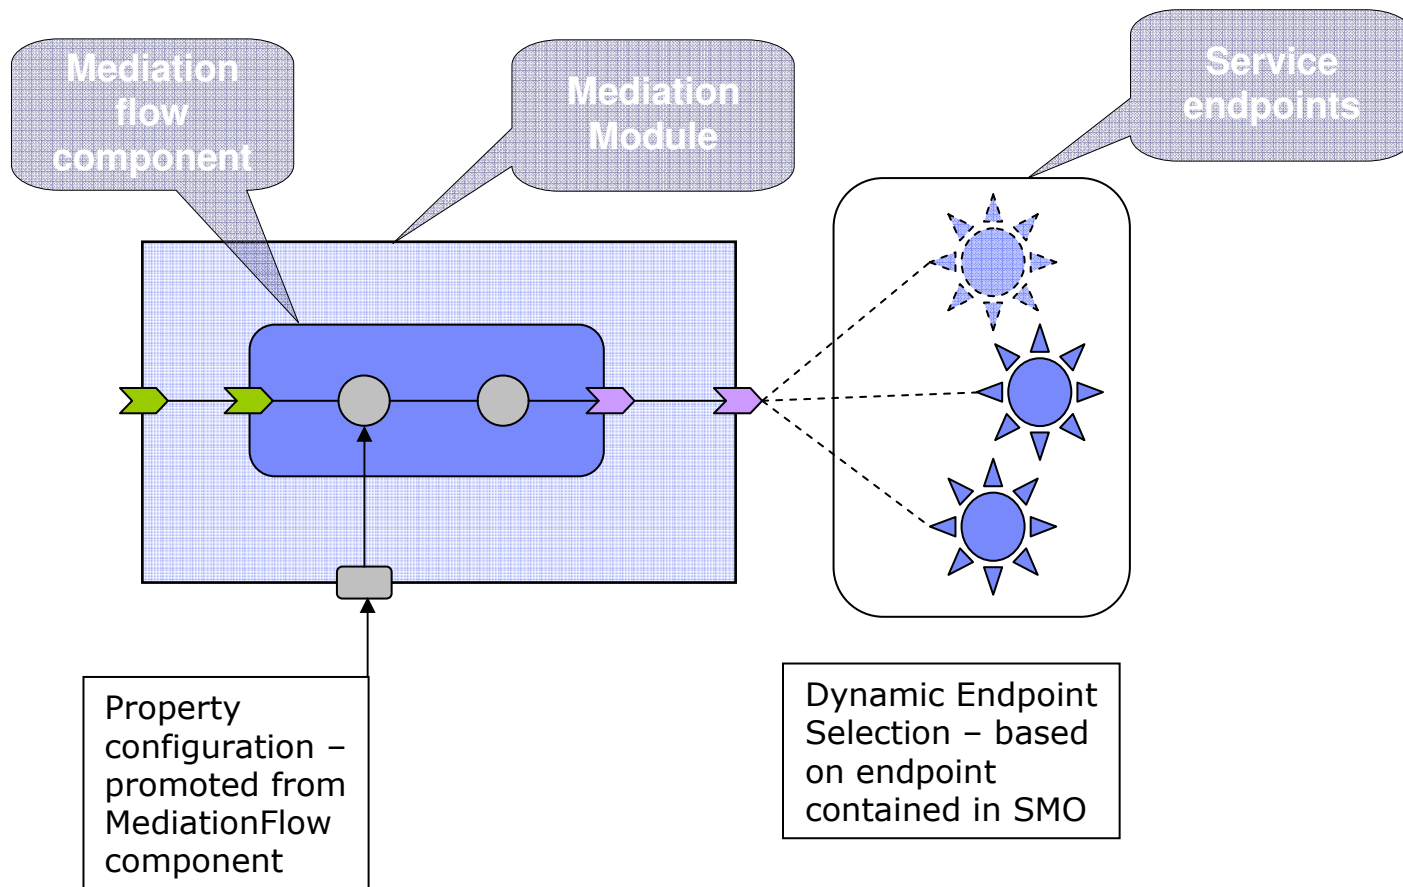 Mediation
flow
component
Mediation
Module
Service
endpoints
Property
configuration –
promoted from
MediationFlow
component
Dynamic Endpoint
Selection – based
on endpoint
contained in SMO